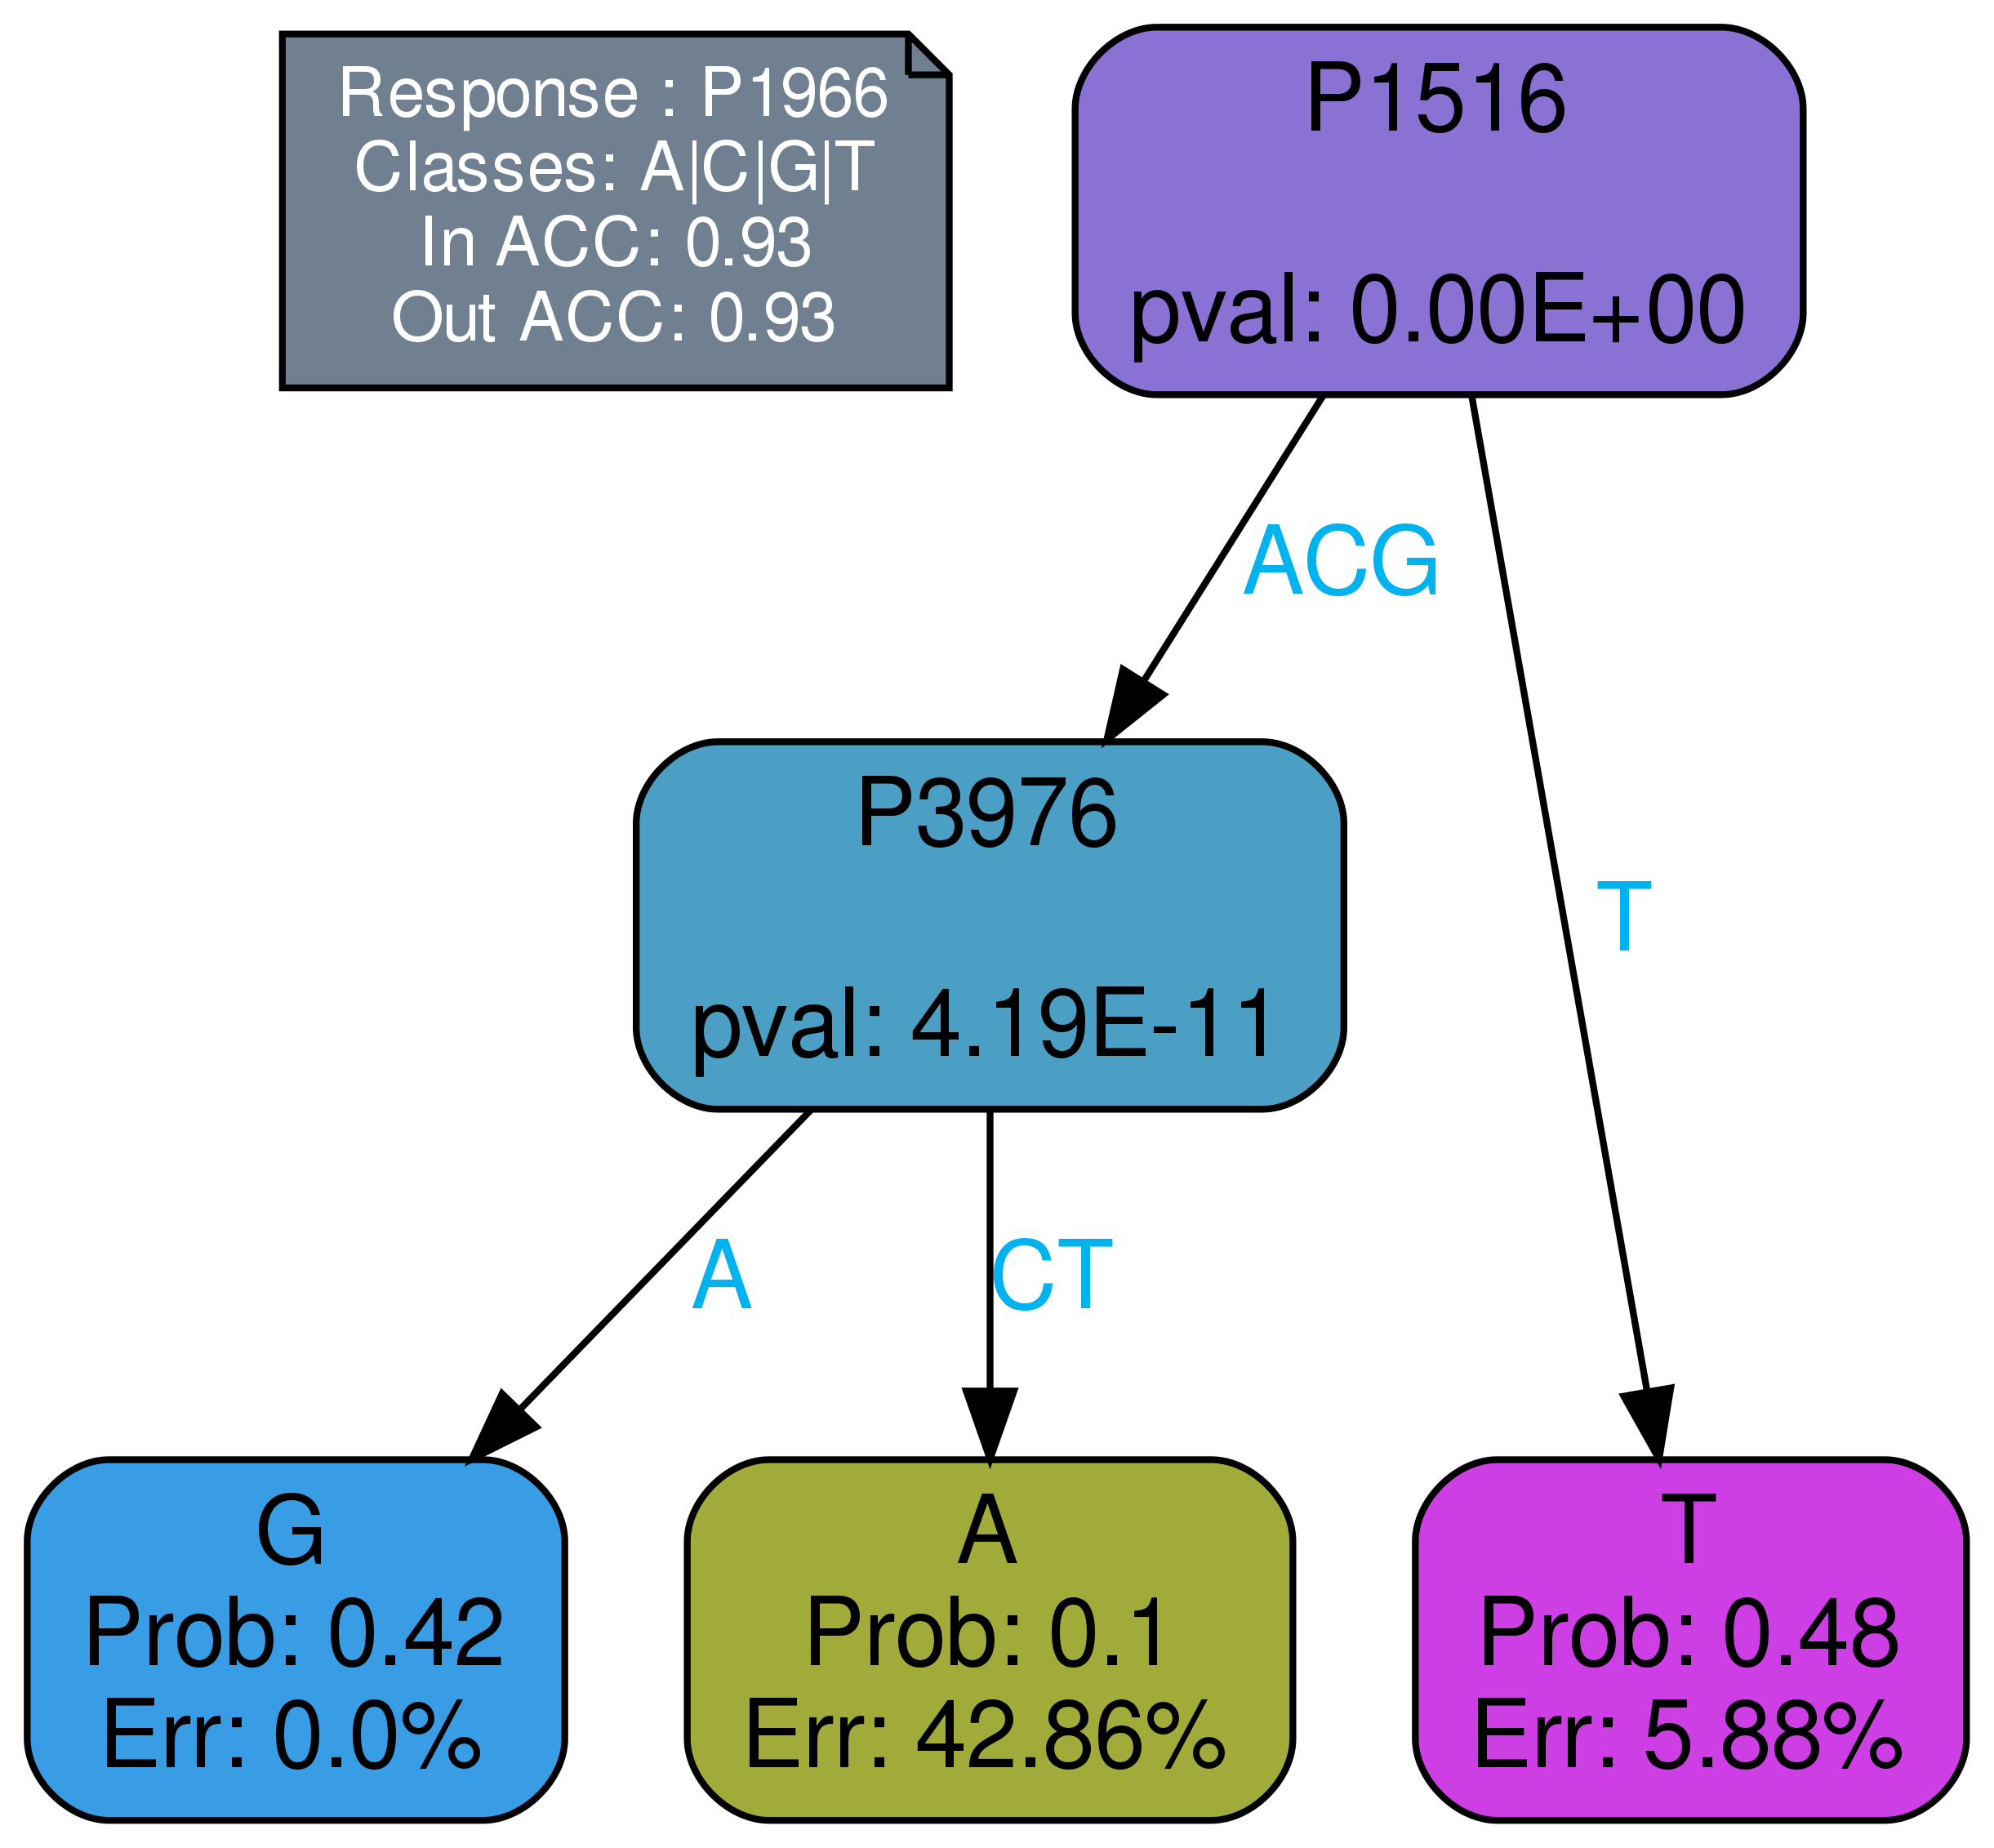 Response : P1966
Classes: A|C|G|T
In ACC: 0.93
Out ACC: 0.93
P1516
pval: 0.00E+00
ACG
P3976
pval: 4.19E-11
T
A
CT
G
Prob: 0.42
Err: 0.0%
A
Prob: 0.1
Err: 42.86%
T
Prob: 0.48
Err: 5.88%